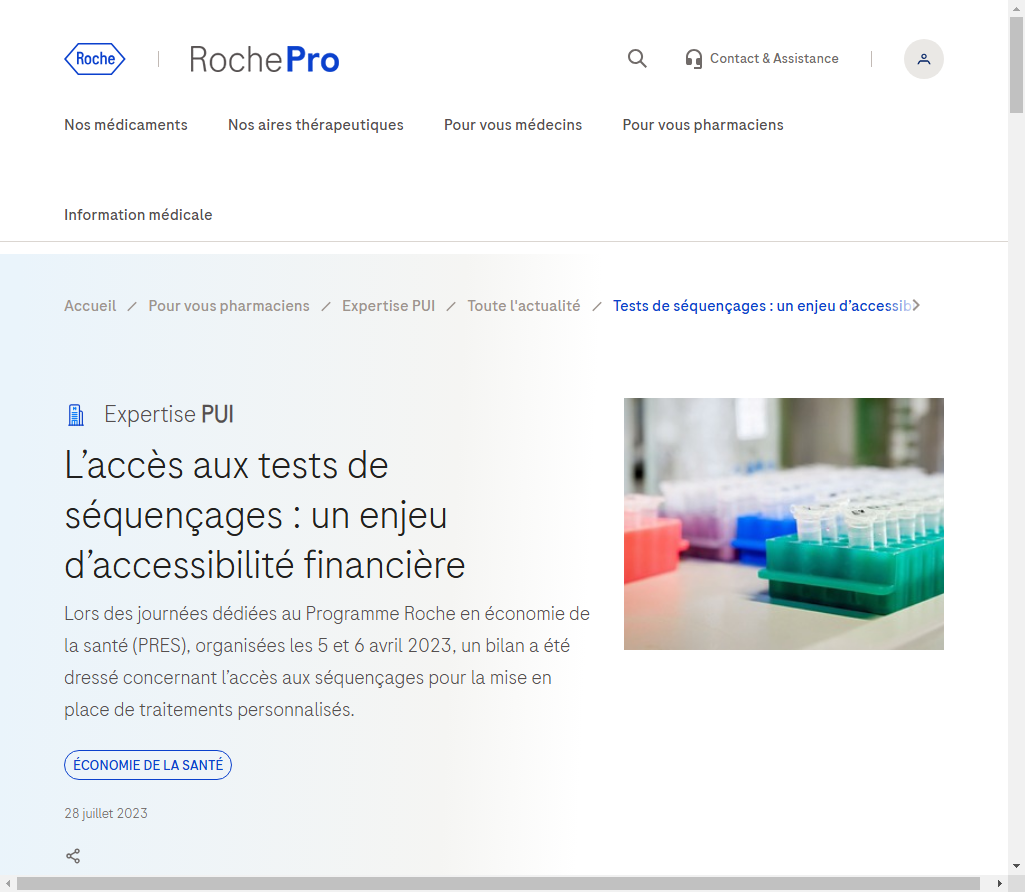 Roche
RochePro
Contact & Assistance
Nos médicaments
Nos aires thérapeutiques
Pour vous médecins
Pour vous pharmaciens
Information médicale
Accueil / Pour vous pharmaciens / Expertise PUI / Toute l'actualité / Tests de séquençages : un enjeu d’accessib
Expertise PUI
L’accès aux tests de
séquençages : un enjeu
d’accessibilité financière
Lors des journées dédiées au Programme Roche en économie de
la santé (PRES), organisées les 5 et 6 avril 2023, un bilan a été
dressé concernant l’accès aux séquençages pour la mise en
place de traitements personnalisés.
ÉCONOMIE DE LA SANTÉ
28 juillet 2023